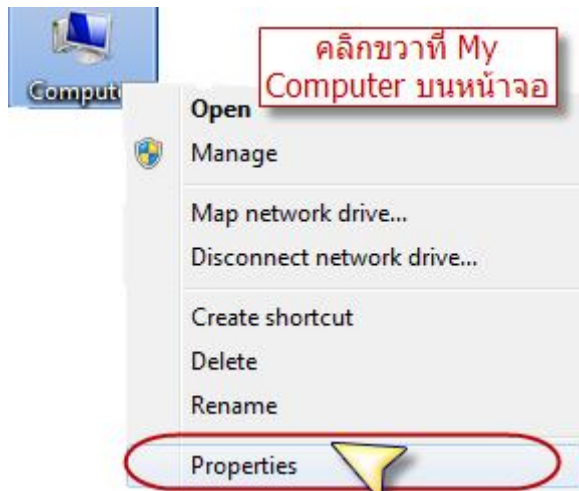 คลิกขวาที่ My
Computer บนหน้าจอ
Comput
Open
Manage
Map network drive...
Disconnect network drive...
Create shortcut
Delete
Rename
Properties